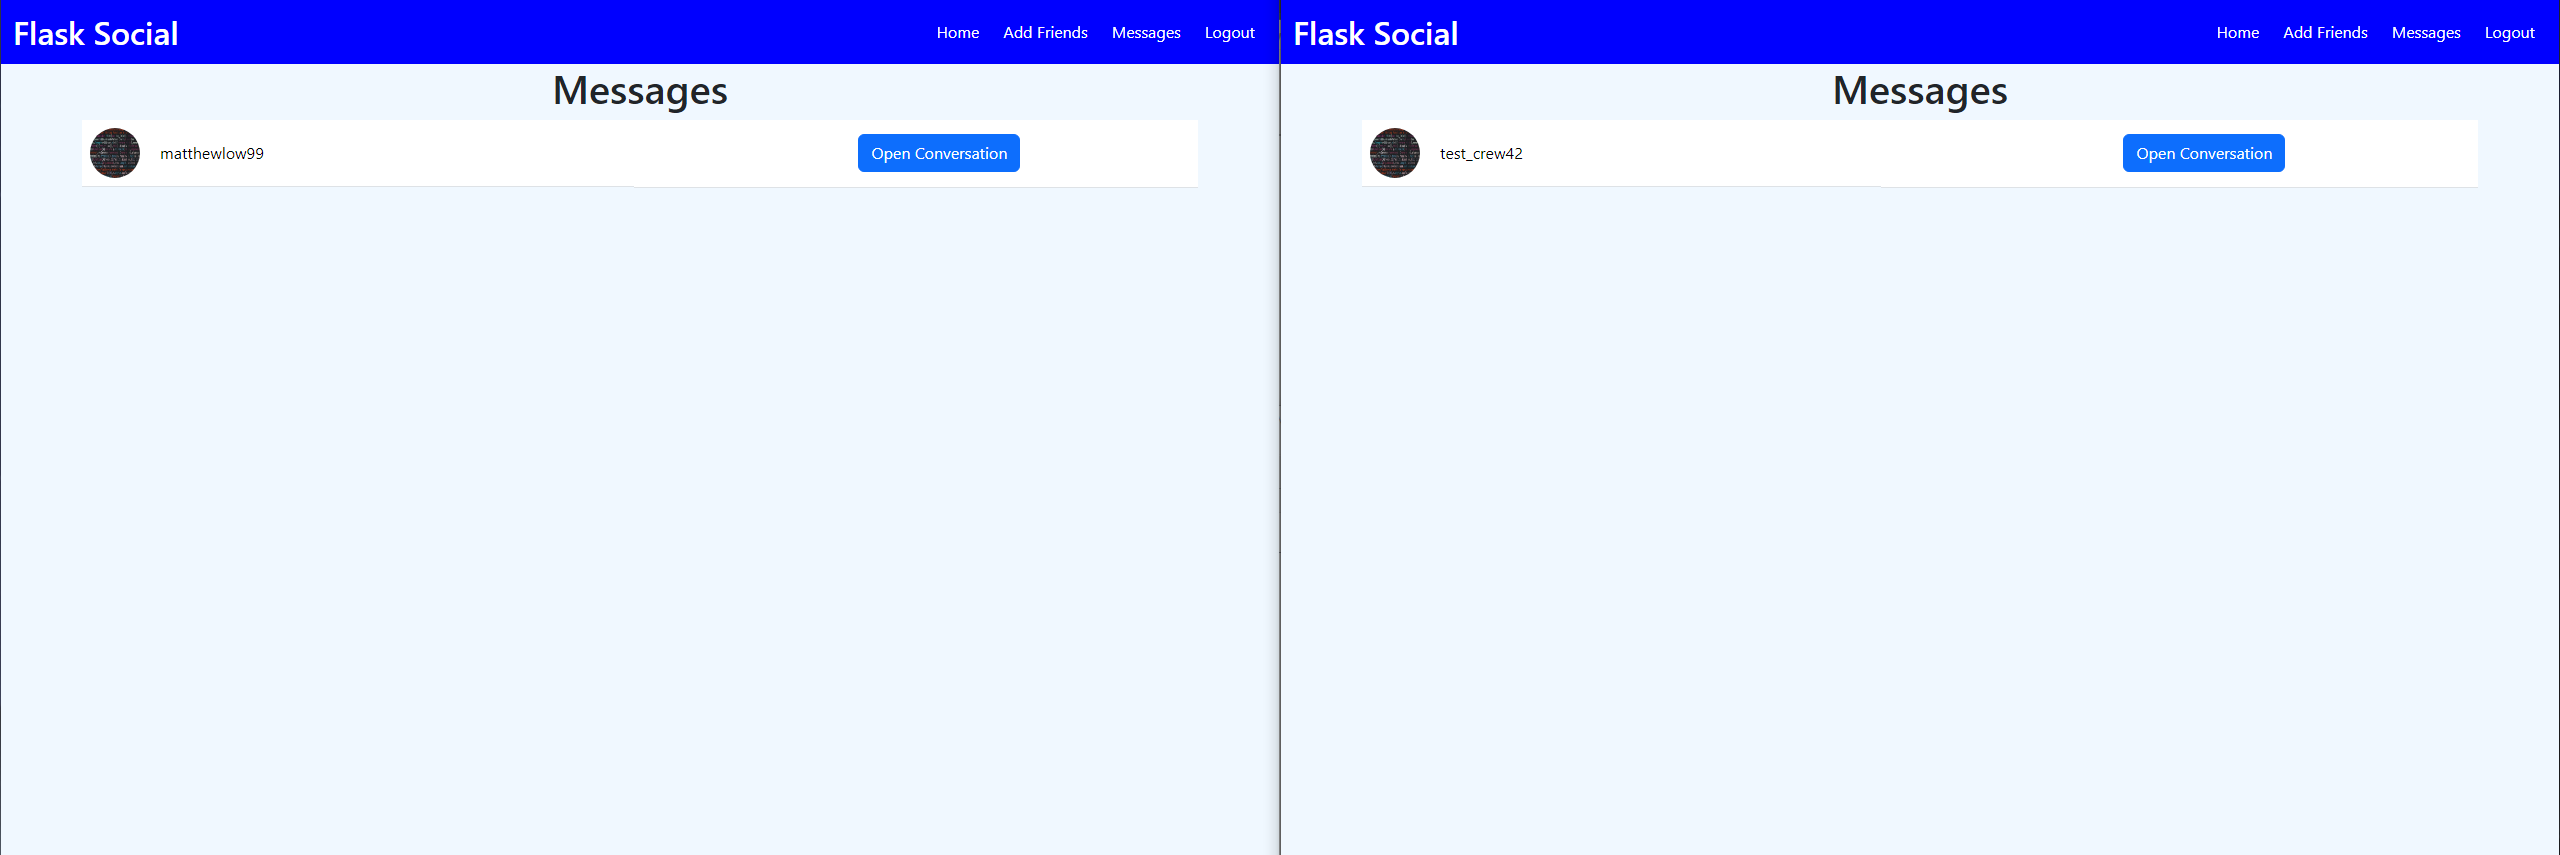 Flask Social Home Add Friends Messages Logout
Messages
matthewlow99 Open Conversation
Flask Social Home Add Friends Messages Logout
Messages
test_crew42 Open Conversation